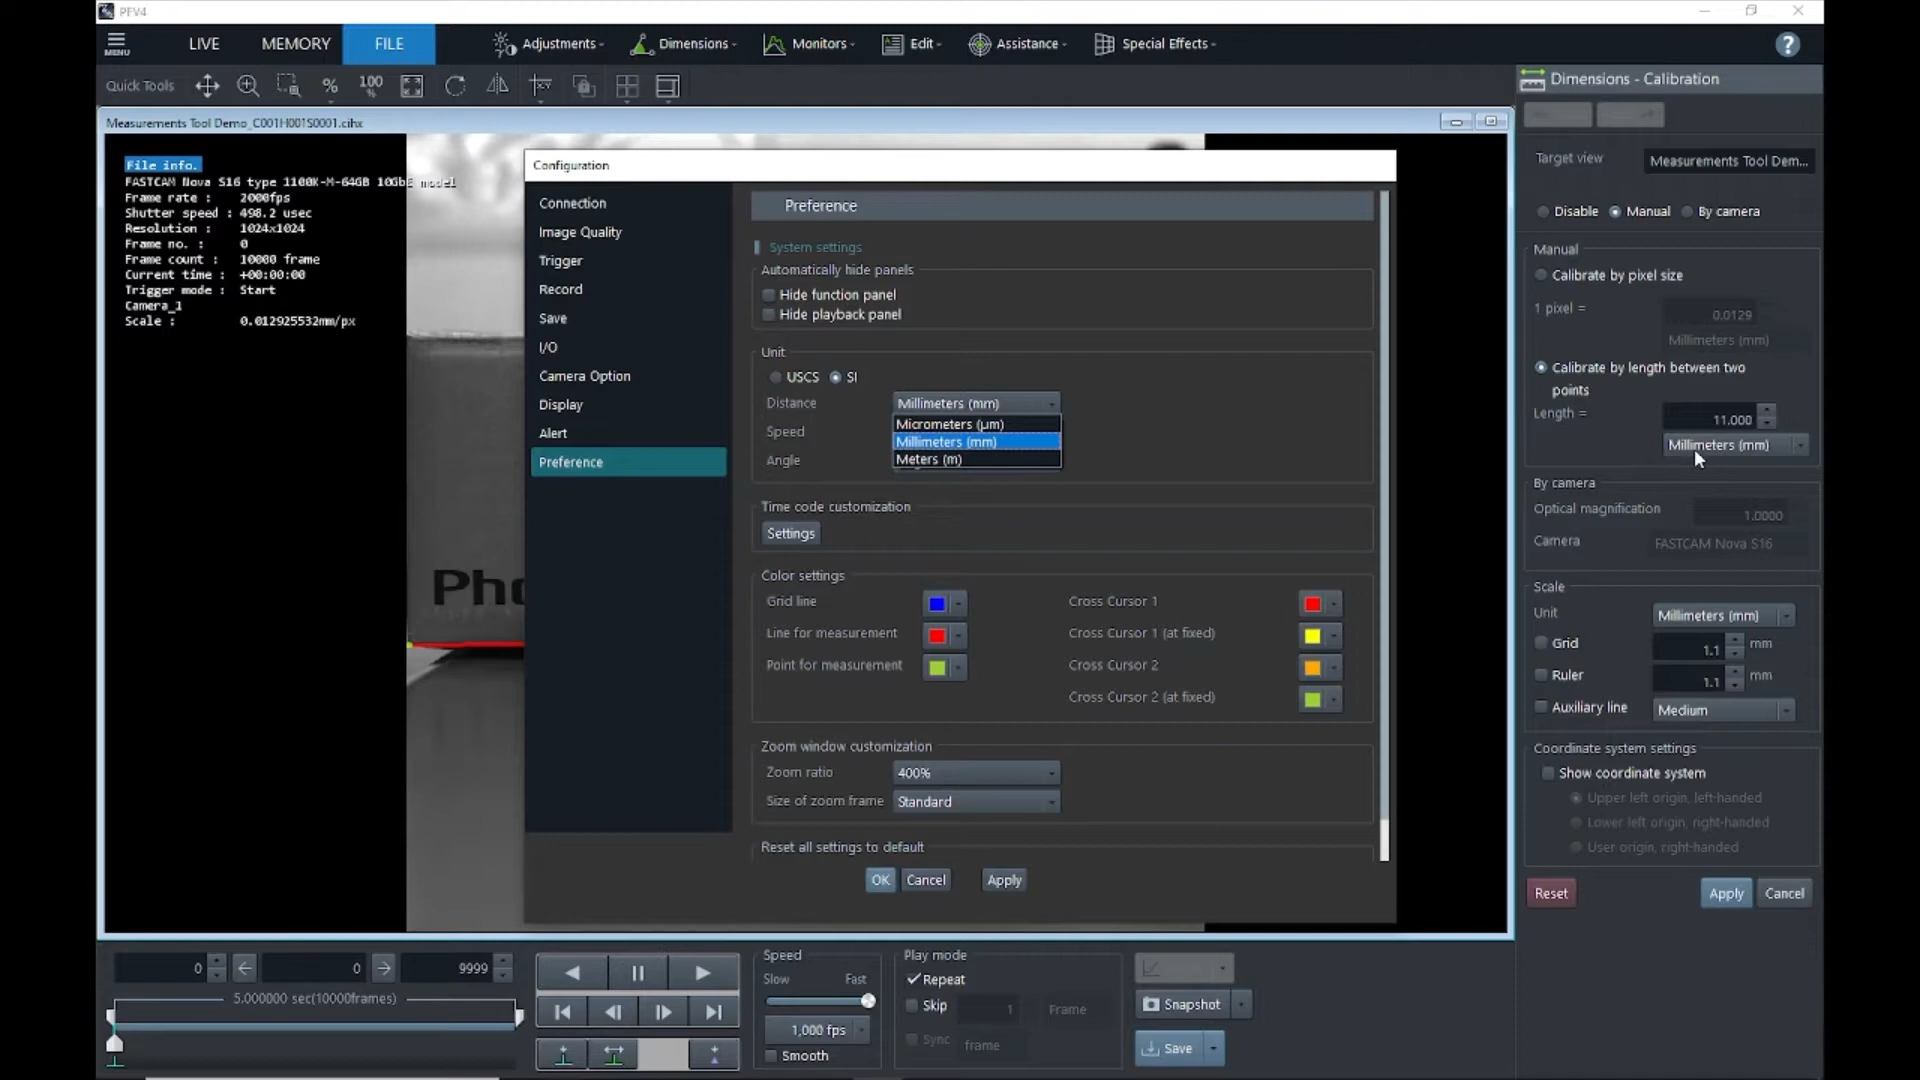 PFV4
MENU
LIVE
MEMORY
FILE
Adjustments
Dimensions
Monitors
Edit
Assistance
Special Effects
?
Quick Tools
%
100
%
Measurements Tool Demo_C001H001S0001.cihx
File info.
FASTCAM Nova S16 type 1100K-M-64GB 10GbE model
Frame rate : 2000fps
Shutter speed : 498.2 usec
Resolution : 1024x1024
Frame no. : 0
Frame count : 10000 frame
Current time : +00:00:00
Trigger mode : Start
Camera_1
Scale : 0.012925532mm/px
Pho
Configuration
Connection
Image Quality
Trigger
Record
Save
I/O
Camera Option
Display
Alert
Preference
Preference
System settings
Automatically hide panels
Hide function panel
Hide playback panel
Unit
USCS
SI
Distance
Millimeters (mm)
Micrometers (μm)
Millimeters (mm)
Meters (m)
Speed
Angle
Time code customization
Settings
Color settings
Grid line
Line for measurement
Point for measurement
Cross Cursor 1
Cross Cursor 1 (at fixed)
Cross Cursor 2
Cross Cursor 2 (at fixed)
Zoom window customization
Zoom ratio
400%
Size of zoom frame
Standard
Reset all settings to default
OK
Cancel
Apply
Dimensions - Calibration
Target view
Measurements Tool Dem...
Disable
Manual
By camera
Manual
Calibrate by pixel size
1 pixel =
0.0129
Millimeters (mm)
Calibrate by length between two
points
Length =
11.000
Millimeters (mm)
By camera
Optical magnification
1.0000
Camera
FASTCAM Nova S16
Scale
Unit
Millimeters (mm)
Grid
1.1
mm
Ruler
1.1
mm
Auxiliary line
Medium
Coordinate system settings
Show coordinate system
Upper left origin, left-handed
Lower left origin, right-handed
User origin, right-handed
Reset
Apply
Cancel
0
0
9999
5.000000 sec(10000frames)
Speed
Slow
Fast
1,000 fps
Smooth
Play mode
Repeat
Skip
1
Frame
Sync
frame
Snapshot
Save